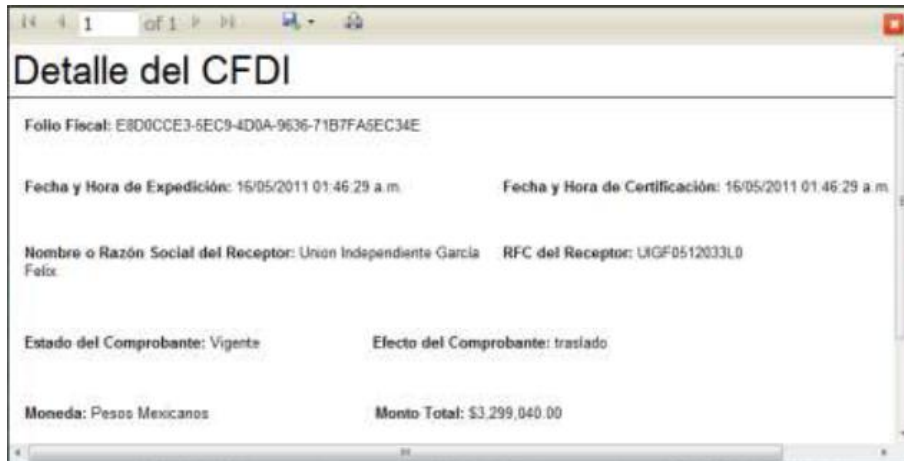 1 of 1
Detalle del CFDI
Folio Fiscal: E8D0CCE3-5EC9-4D0A-9636-71B7FA5EC34E
Fecha y Hora de Expedición: 16/05/2011 01:46:29 a.m.
Fecha y Hora de Certificación: 16/05/2011 01:46:29 a.m.
Nombre o Razón Social del Receptor: Union Independiente García
Felix
RFC del Receptor: UIGF0512033L0
Estado del Comprobante: Vigente
Efecto del Comprobante: traslado
Moneda: Pesos Mexicanos
Monto Total: $3,299,040.00